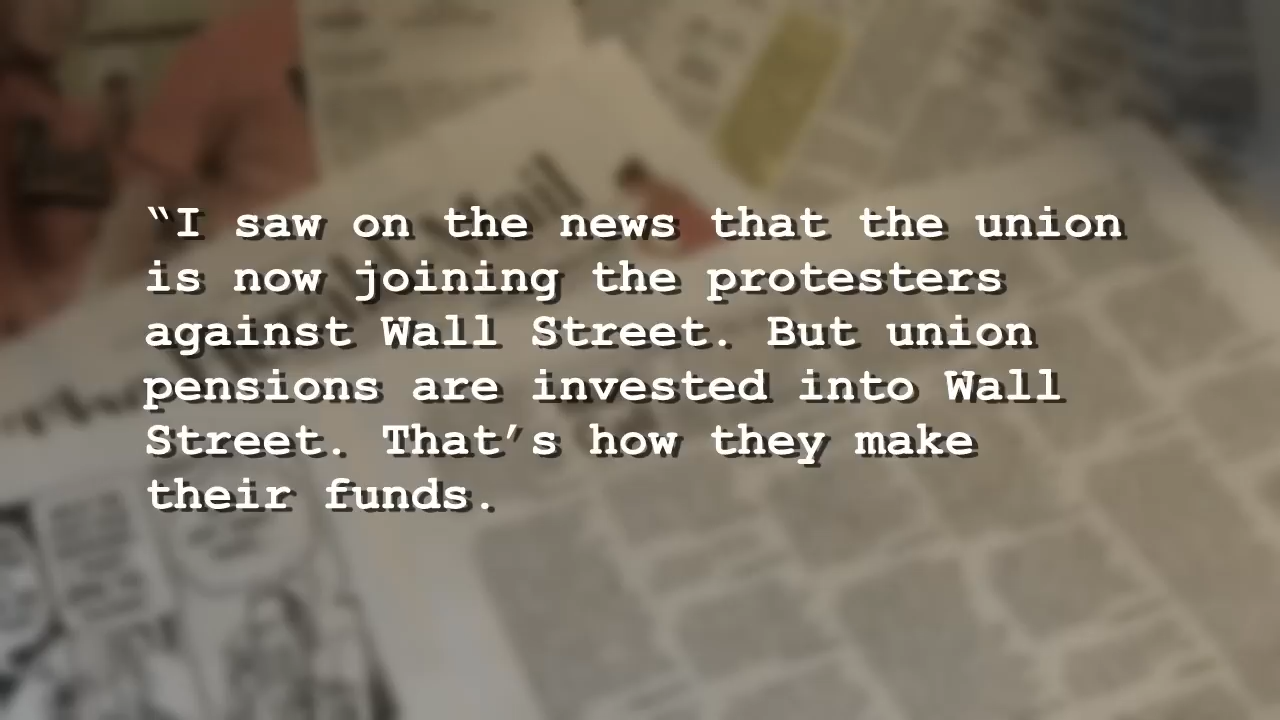 “I saw on the news that the union
is now joining the protesters
against Wall Street. But union
pensions are invested into Wall
Street. That’s how they make
their funds.